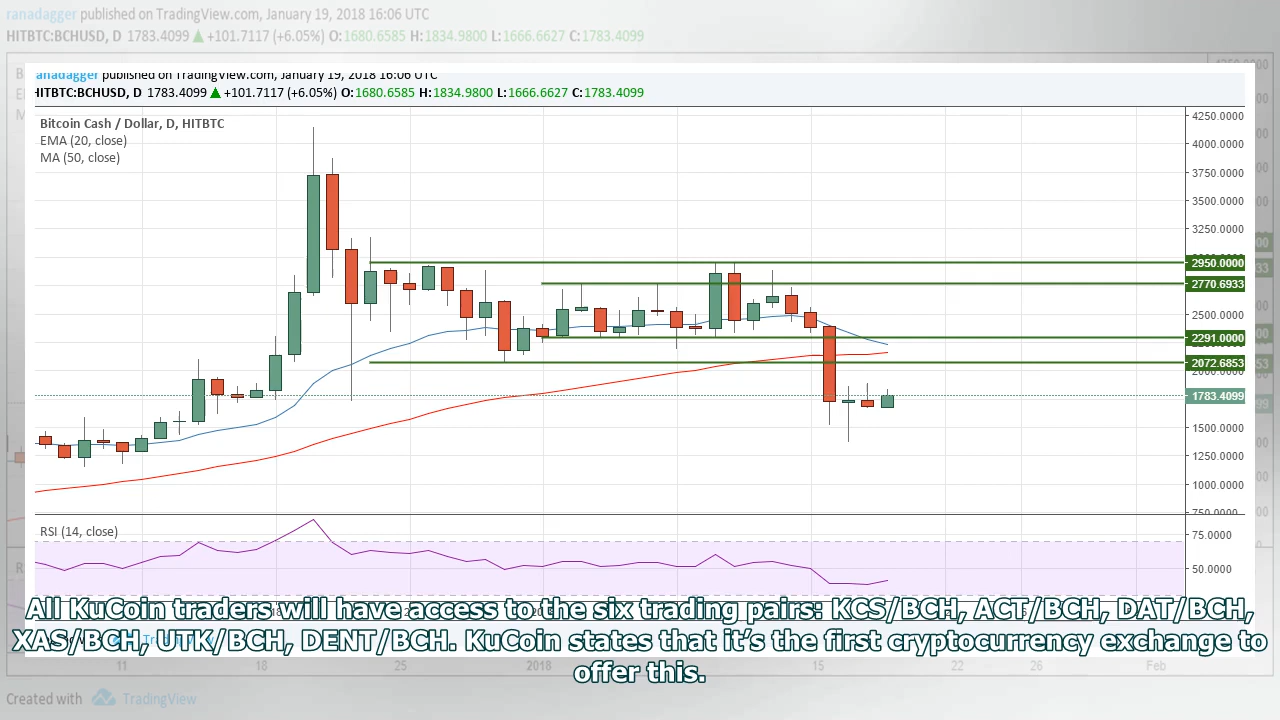 ranadagger published on TradingView.com, January 19, 2018 16:06 UTC
HITBTC:BCHUSD, D 1783.4099 ▲ +101.7117 (+6.05%) O:1680.6585 H:1834.9800 L:1666.6627 C:1783.4099
anadagger published on TradingView.com, January 19, 2018 16:06 UTC
HITBTC:BCHUSD, D 1783.4099 ▲ +101.7117 (+6.05%) O:1680.6585 H:1834.9800 L:1666.6627 C:1783.4099
Bitcoin Cash / Dollar, D, HITBTC
EMA (20, close)
MA (50, close)
4250.0000
4000.0000
3750.0000
3500.0000
3250.0000
2950.0000
2770.6933
2500.0000
2291.0000
2072.6853
1783.4099
1500.0000
1250.0000
1000.0000
750.0000
RSI (14, close)
75.0000
50.0000
All KuCoin traders will have access to the six trading pairs: KCS/BCH, ACT/BCH, DAT/BCH,
XAS/BCH, UTK/BCH, DENT/BCH. KuCoin states that it's the first cryptocurrency exchange to
offer this.
11 18 25 2018 15 22 26 Feb
Created with TradingView